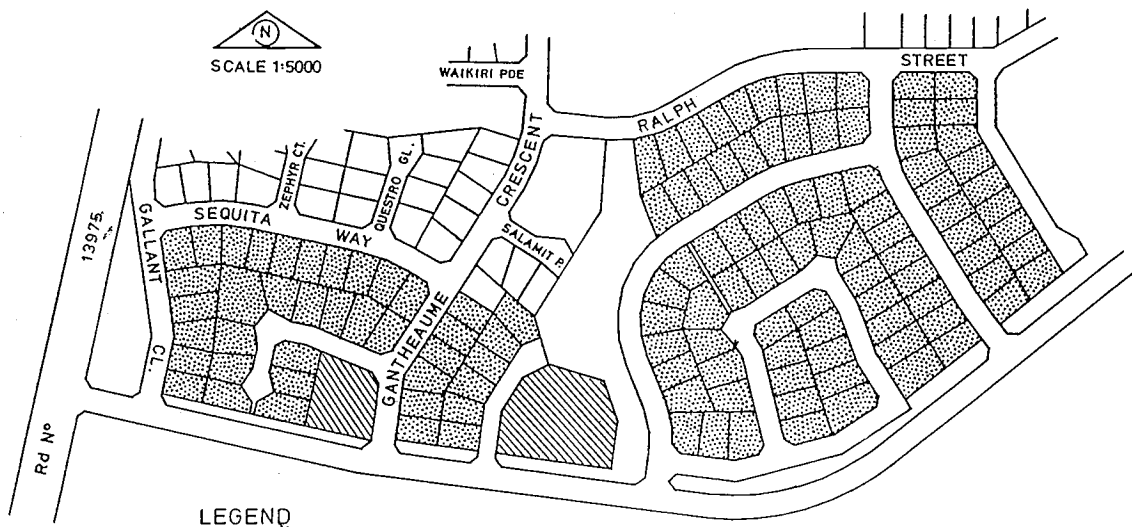 N
SCALE 1:5000
WAIKIRI PDE
STREET
RALPH
CRESCENT
ZEPHYR CT.
QUESTRO GL.
SEQUITA WAY
SALAMIT P.
GALLANT CL.
GANTHEAUME
13975.
Rd Nº
LEGEND